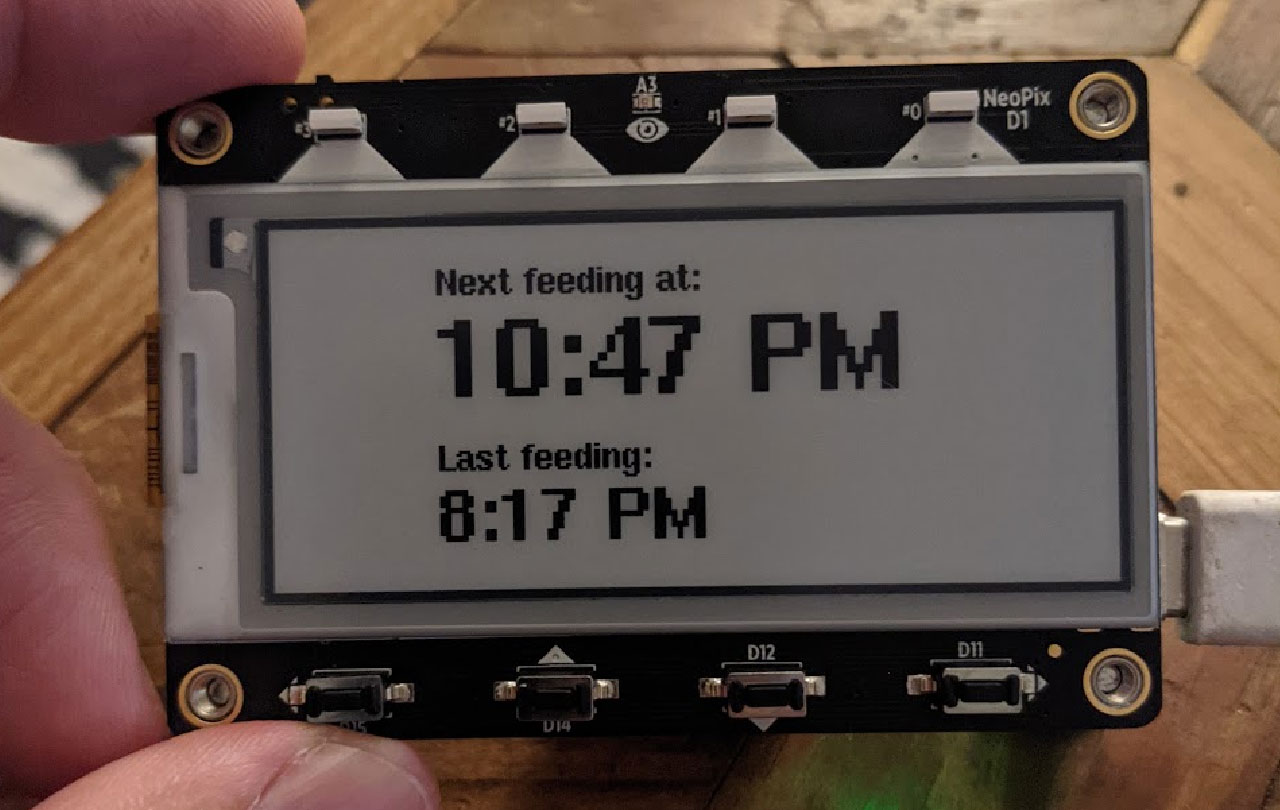 A3
#3
#2
#1
#0
NeoPix
D1
Next feeding at:
10:47 PM
Last feeding:
8:17 PM
D15
D14
D12
D11